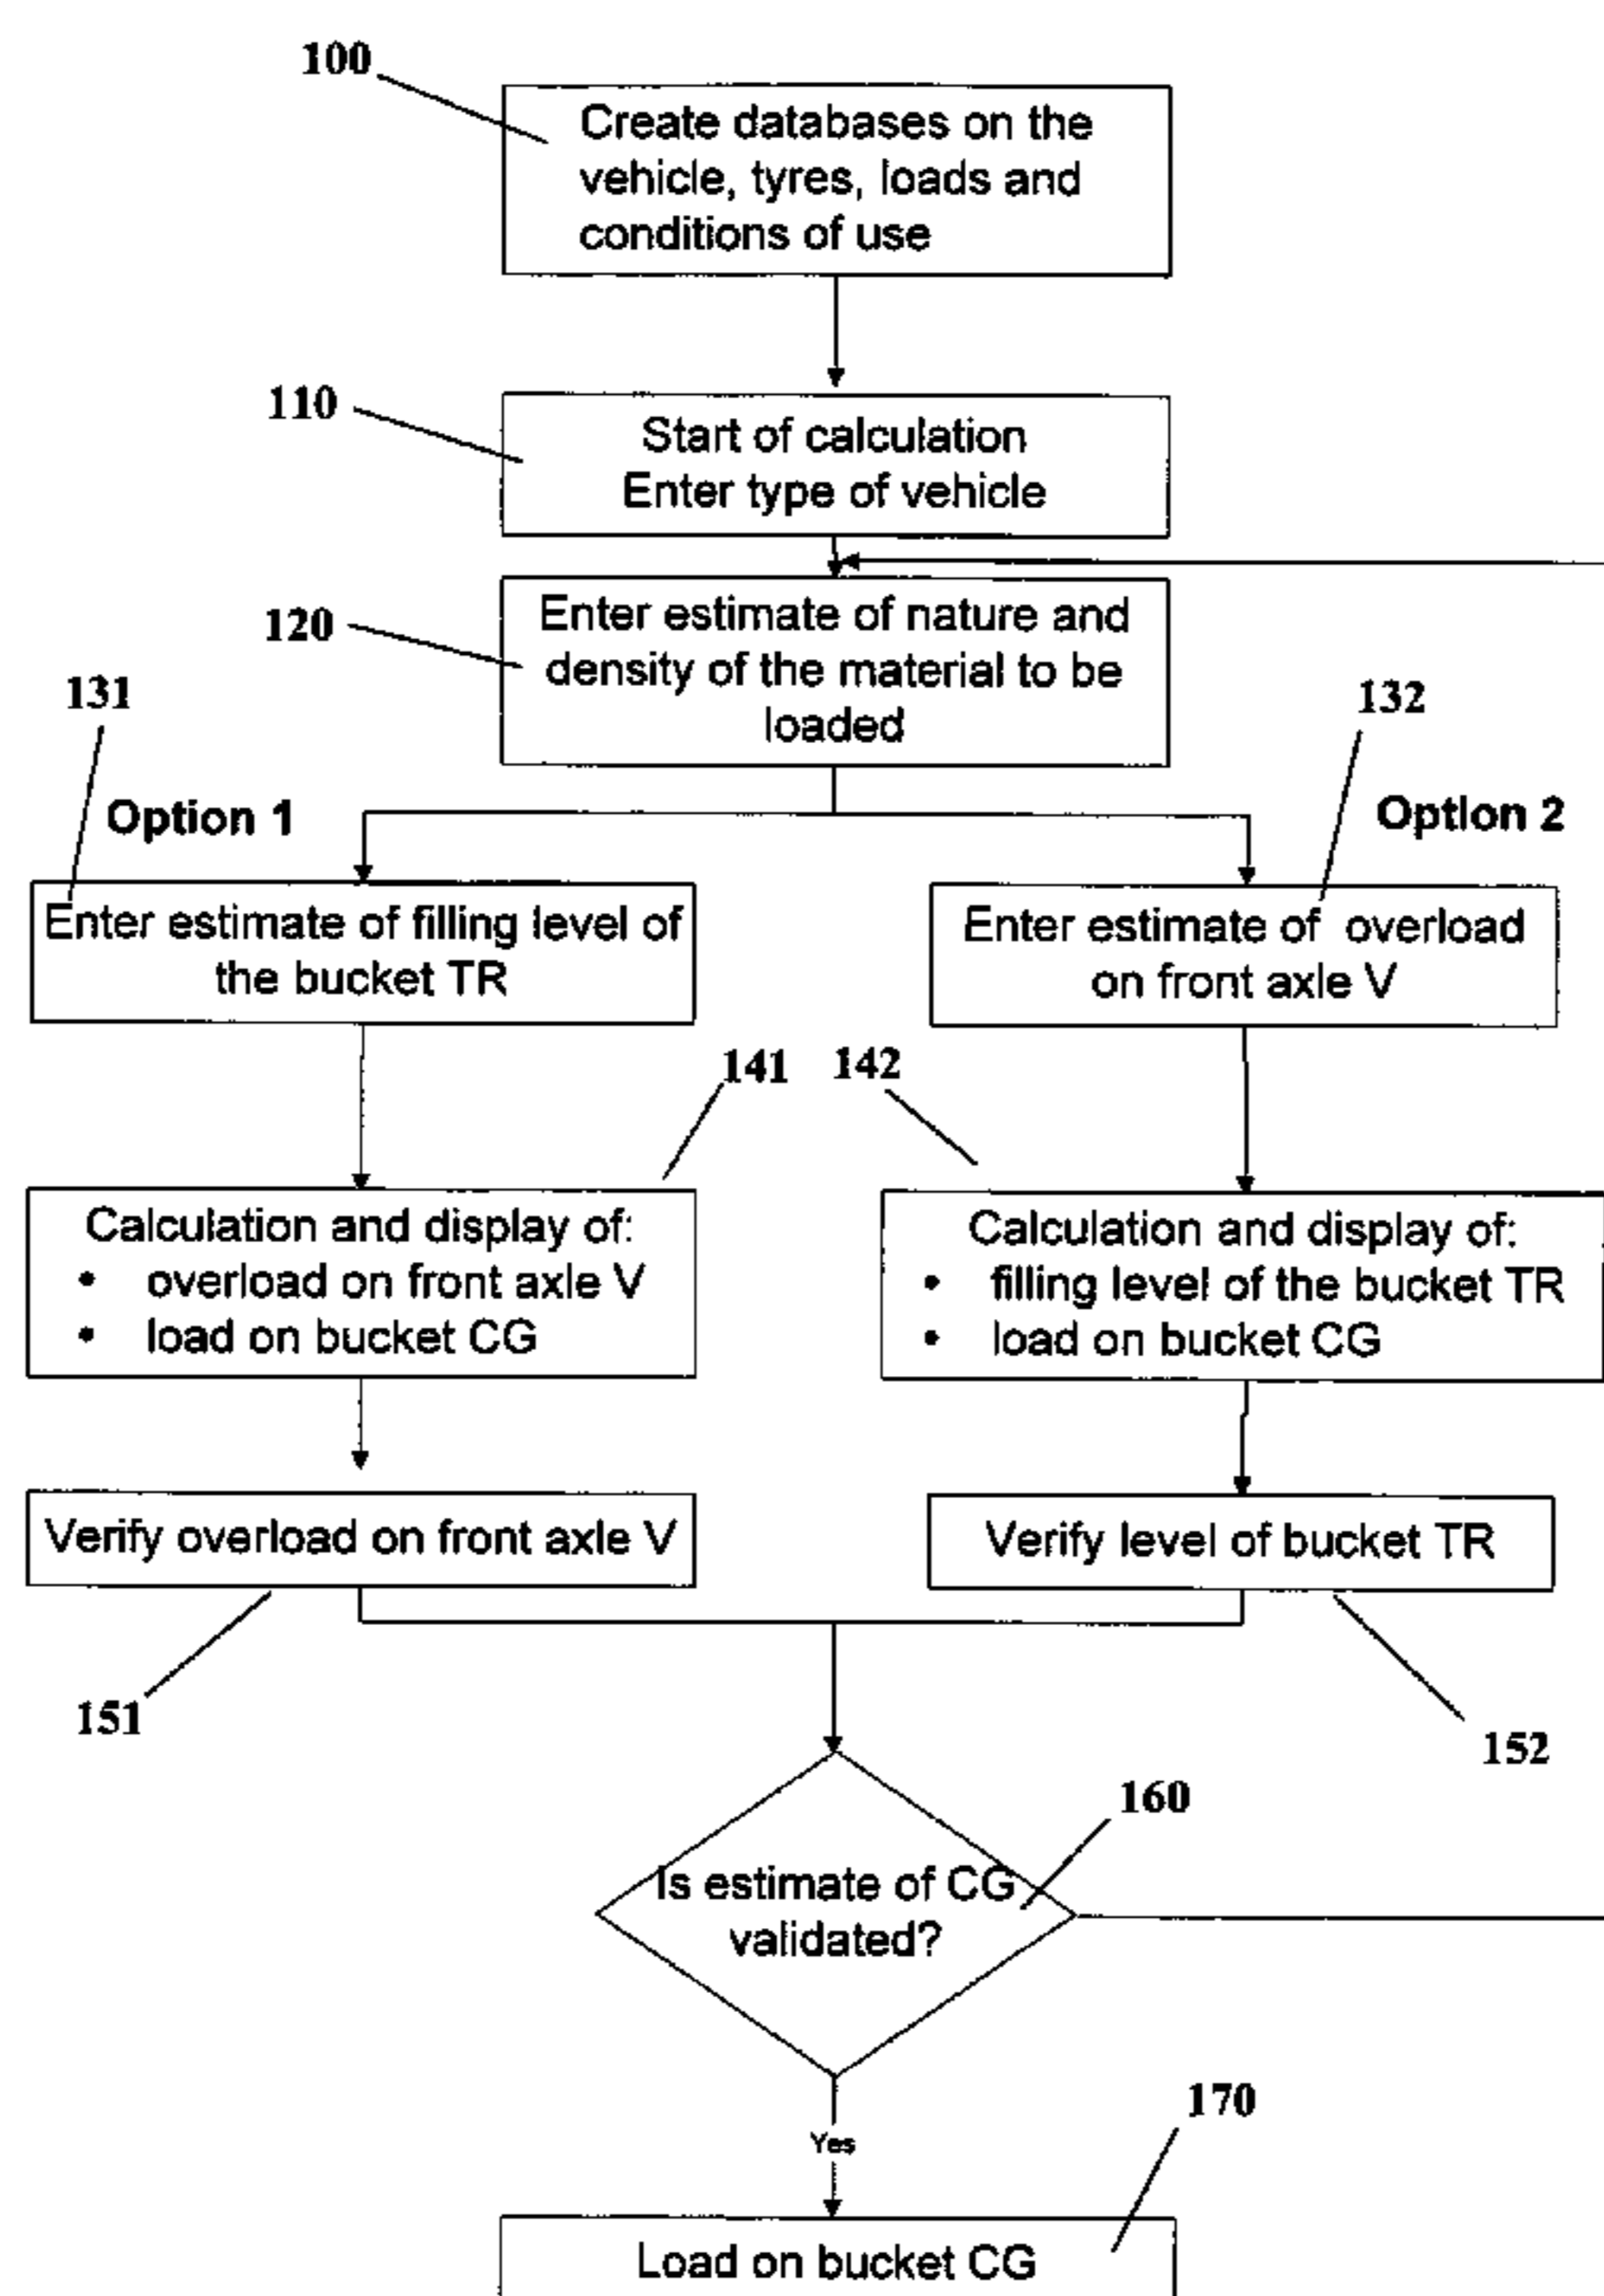 100
Create databases on the
vehicle, tyres, loads and
conditions of use
110
Start of calculation
Enter type of vehicle
120
Enter estimate of nature and
density of the material to be
loaded
131
132
Option 1
Option 2
Enter estimate of filling level of
the bucket TR
Enter estimate of overload
on front axle V
141
142
Calculation and display of:
• overload on front axle V
• load on bucket CG
Calculation and display of:
• filling level of the bucket TR
• load on bucket CG
Verify overload on front axle V
Verify level of bucket TR
151
152
160
Is estimate of CG
validated?
Yes
170
Load on bucket CG